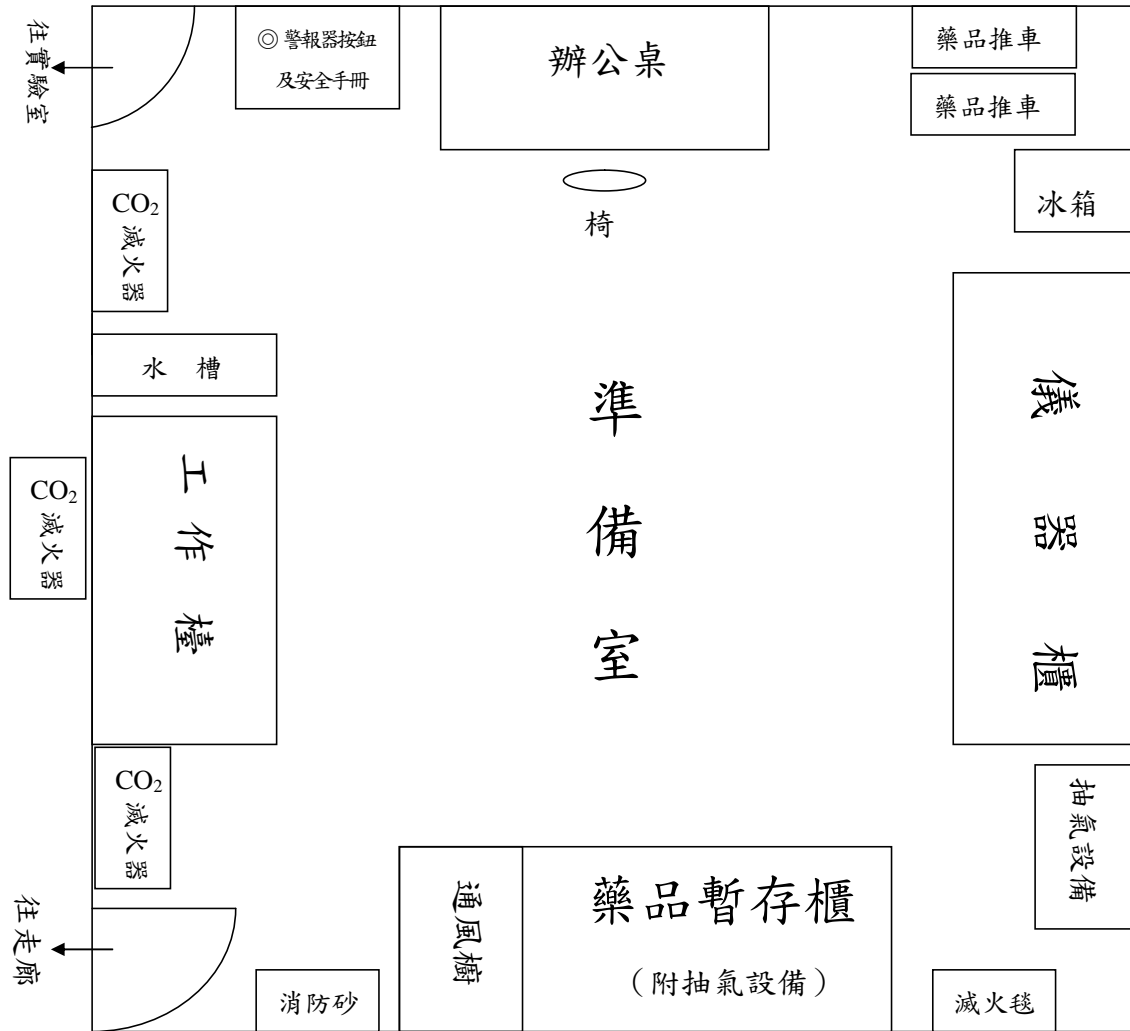 往實驗室
◎ 警報器按鈕
及安全手冊
辦公桌
藥品推車
藥品推車
椅
冰箱
CO₂
滅火器
水 槽
工作檯
CO₂
滅火器
準備室
儀器櫃
CO₂
滅火器
抽氣設備
往走廊
消防砂
通風櫥
藥品暫存櫃
（附抽氣設備）
滅火毯